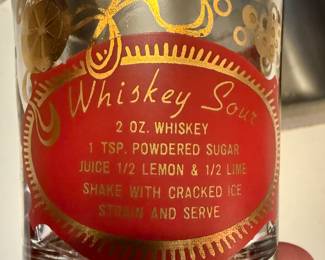 Whiskey Sour
2 OZ. WHISKEY
1 TSP. POWDERED SUGAR
JUICE 1/2 LEMON & 1/2 LIME
SHAKE WITH CRACKED ICE
STRAIN AND SERVE